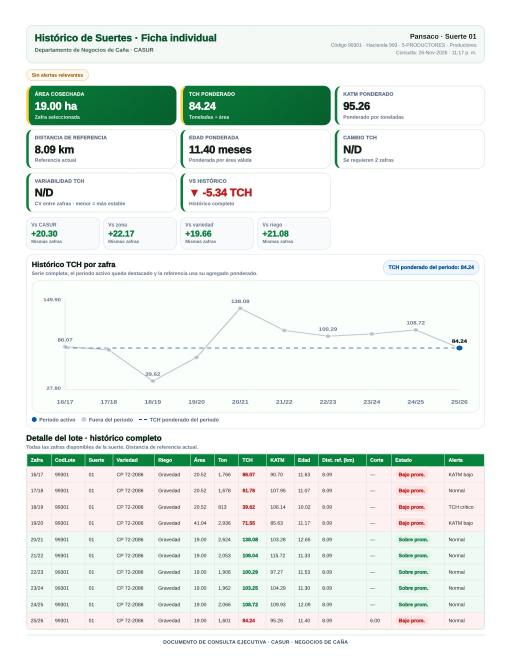 Histórico de Suertes · Ficha individual
Departamento de Negocios de Caña · CASUR
Pansaco · Suerte 01
Código 99301 · Hacienda 993 · 5-PRODUCTORES · Productores
Consulta: 26-Nov-2026 · 11:17 p. m.
Sin alertas relevantes
ÁREA COSECHADA
19.00 ha
Zafra seleccionada
TCH PONDERADO
84.24
Toneladas ÷ área
KATM PONDERADO
95.26
Ponderado por toneladas
DISTANCIA DE REFERENCIA
8.09 km
Referencia actual
EDAD PONDERADA
11.40 meses
Ponderada por área válida
CAMBIO TCH
N/D
Se requieren 2 zafras
VARIABILIDAD TCH
N/D
CV entre zafras · menor = más estable
VS HISTÓRICO
▼ -5.34 TCH
Histórico completo
Vs CASUR
+20.30
Mismas zafras
Vs zona
+22.17
Mismas zafras
Vs variedad
+19.66
Mismas zafras
Vs riego
+21.08
Mismas zafras
Histórico TCH por zafra
Serie completa; el periodo activo queda destacado y la referencia usa su agregado ponderado.
TCH ponderado del periodo: 84.24
149.90
27.80
86.07
39.62
138.08
100.29
108.72
84.24
16/17 17/18 18/19 19/20 20/21 21/22 22/23 23/24 24/25 25/26
Periodo activo Fuera del periodo TCH ponderado del periodo
Detalle del lote · histórico completo
Todas las zafras disponibles de la suerte. Distancia de referencia actual.
Zafra CodLote Suerte Variedad Riego Área Ton TCH KATM Edad Dist. ref. (km) Corte Estado Alerta
16/17 99301 01 CP 72-2086 Gravedad 20.52 1,766 86.07 90.70 11.83 8.09 — Bajo prom. KATM bajo
17/18 99301 01 CP 72-2086 Gravedad 20.52 1,678 81.78 107.95 11.07 8.09 — Bajo prom. Normal
18/19 99301 01 CP 72-2086 Gravedad 20.52 813 39.62 106.14 10.02 8.09 — Bajo prom. TCH crítico
19/20 99301 01 CP 72-2086 Gravedad 41.04 2,936 71.55 85.63 11.17 8.09 — Bajo prom. KATM bajo
20/21 99301 01 CP 72-2086 Gravedad 19.00 2,624 138.08 103.28 12.65 8.09 — Sobre prom. Normal
21/22 99301 01 CP 72-2086 Gravedad 19.00 2,053 108.04 115.72 11.33 8.09 — Sobre prom. Normal
22/23 99301 01 CP 72-2086 Gravedad 19.00 1,906 100.29 97.27 11.53 8.09 — Sobre prom. Normal
23/24 99301 01 CP 72-2086 Gravedad 19.00 1,962 103.25 104.29 11.30 8.09 — Sobre prom. Normal
24/25 99301 01 CP 72-2086 Gravedad 19.00 2,066 108.72 109.93 12.09 8.09 — Sobre prom. Normal
25/26 99301 01 CP 72-2086 Gravedad 19.00 1,601 84.24 95.26 11.40 8.09 6.00 Bajo prom. Normal
DOCUMENTO DE CONSULTA EJECUTIVA · CASUR · NEGOCIOS DE CAÑA